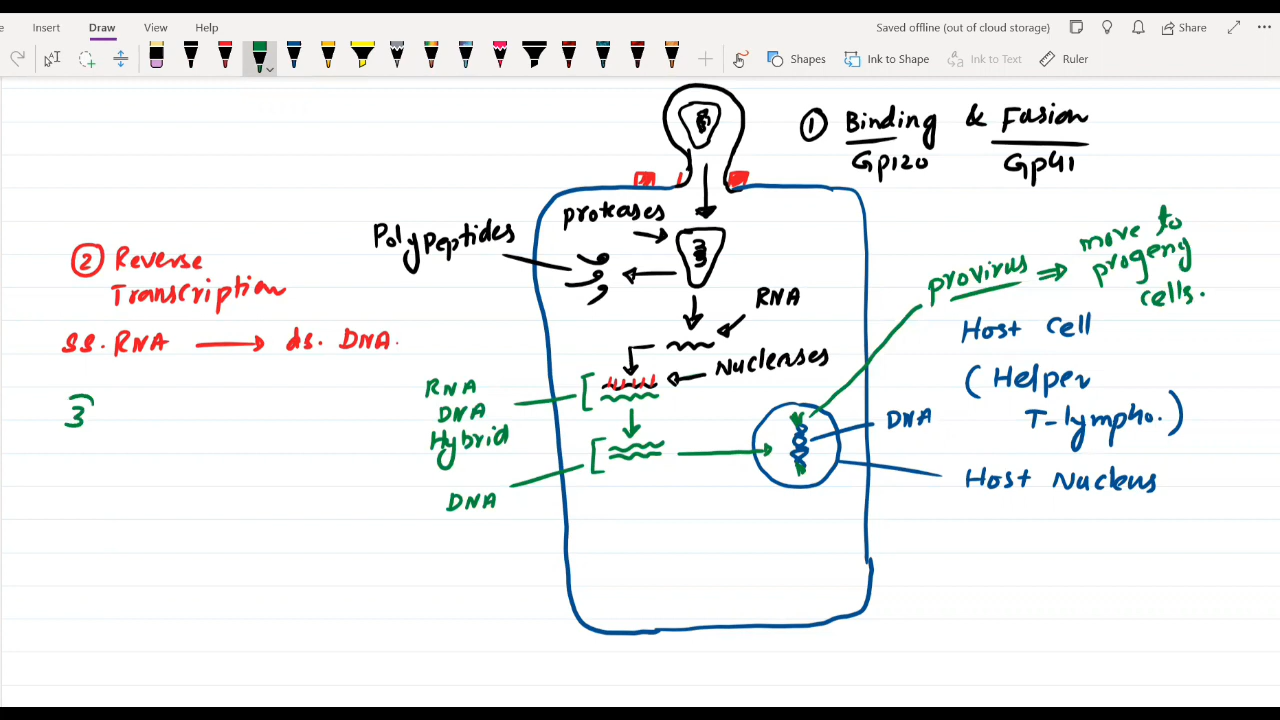 Insert Draw View Help
Saved offline (out of cloud storage)
Share
Shapes
Ink to Shape
Ink to Text
Ruler
① Binding & Fusion
Gp120 Gp41
proteases
Polypeptides
② Reverse
Transcription
ss. RNA → ds. DNA.
3
RNA
Nucleases
RNA
DNA
Hybrid
DNA
provirus ⇒ move to
progeny
cells.
Host Cell
(Helper
T-lympho.)
DNA
Host Nucleus